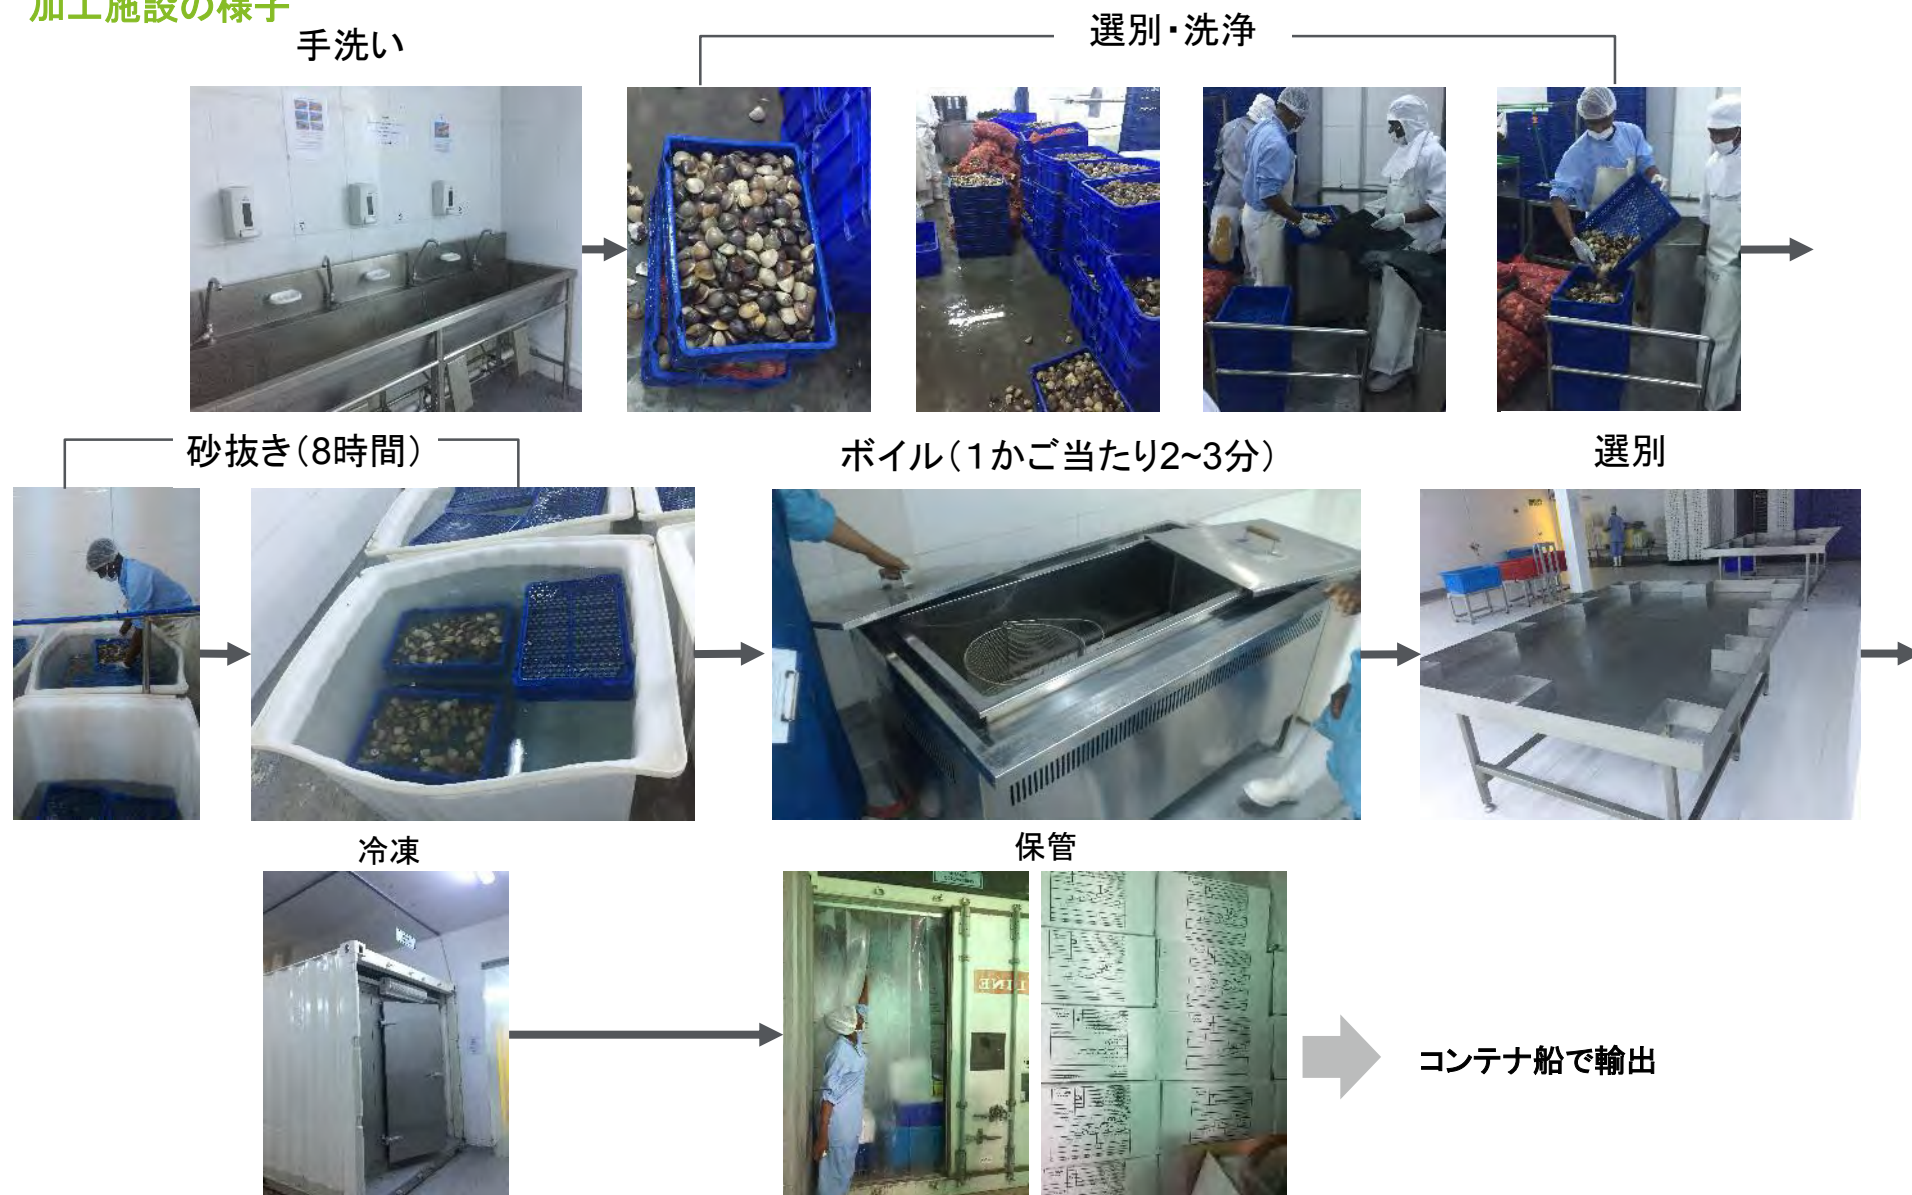 加工施設の様子
手洗い
選別・洗浄
砂抜き（8時間）
ボイル（１かご当たり2~3分）
選別
冷凍
保管
LINE
コンテナ船で輸出